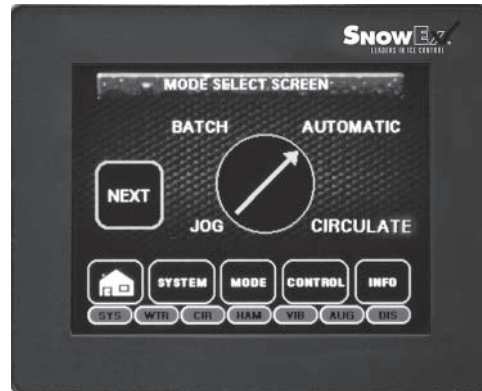 SNOWEX
LEADERS IN ICE CONTROL
MODE SELECT SCREEN
BATCH AUTOMATIC
NEXT
JOG CIRCULATE
SYSTEM MODE CONTROL INFO
SYS WTR CIR HAM VIB AUG DIS